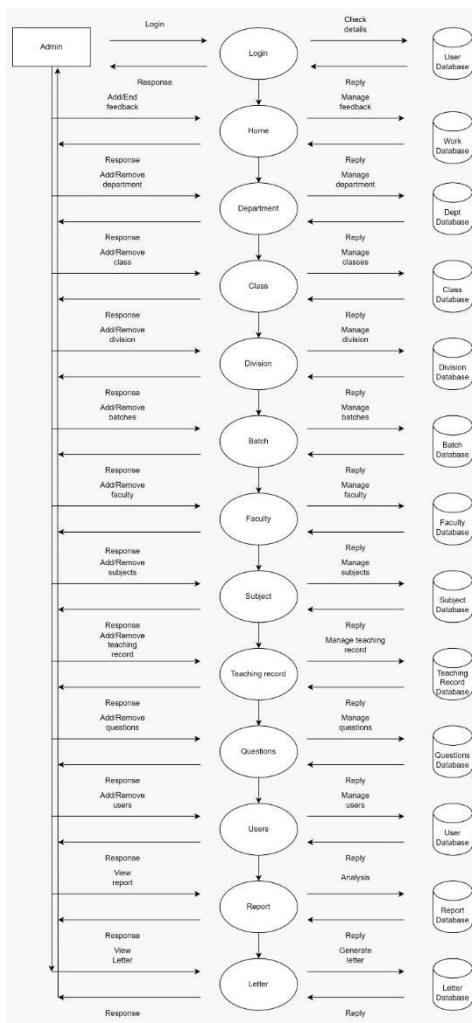 Login
Check
details
Admin
Login
User
Database
Response
Reply
Add/End
feedback
Manage
feedback
Home
Work
Database
Response
Reply
Add/Remove
department
Manage
department
Department
Dept
Database
Response
Reply
Add/Remove
class
Manage
classes
Class
Class
Database
Response
Reply
Add/Remove
division
Manage
division
Division
Division
Database
Response
Reply
Add/Remove
batches
Manage
batches
Batch
Batch
Database
Response
Reply
Add/Remove
faculty
Manage
faculty
Faculty
Faculty
Database
Response
Reply
Add/Remove
subjects
Manage
subjects
Subject
Subject
Database
Response
Reply
Add/Remove
teaching
record
Manage teaching
record
Teaching record
Teaching
Record
Database
Response
Reply
Add/Remove
questions
Manage
questions
Questions
Questions
Database
Response
Reply
Add/Remove
users
Manage
users
Users
User
Database
Response
Reply
View
report
Analysis
Report
Report
Database
Response
Reply
View
Letter
Generate
letter
Letter
Letter
Database
Response
Reply